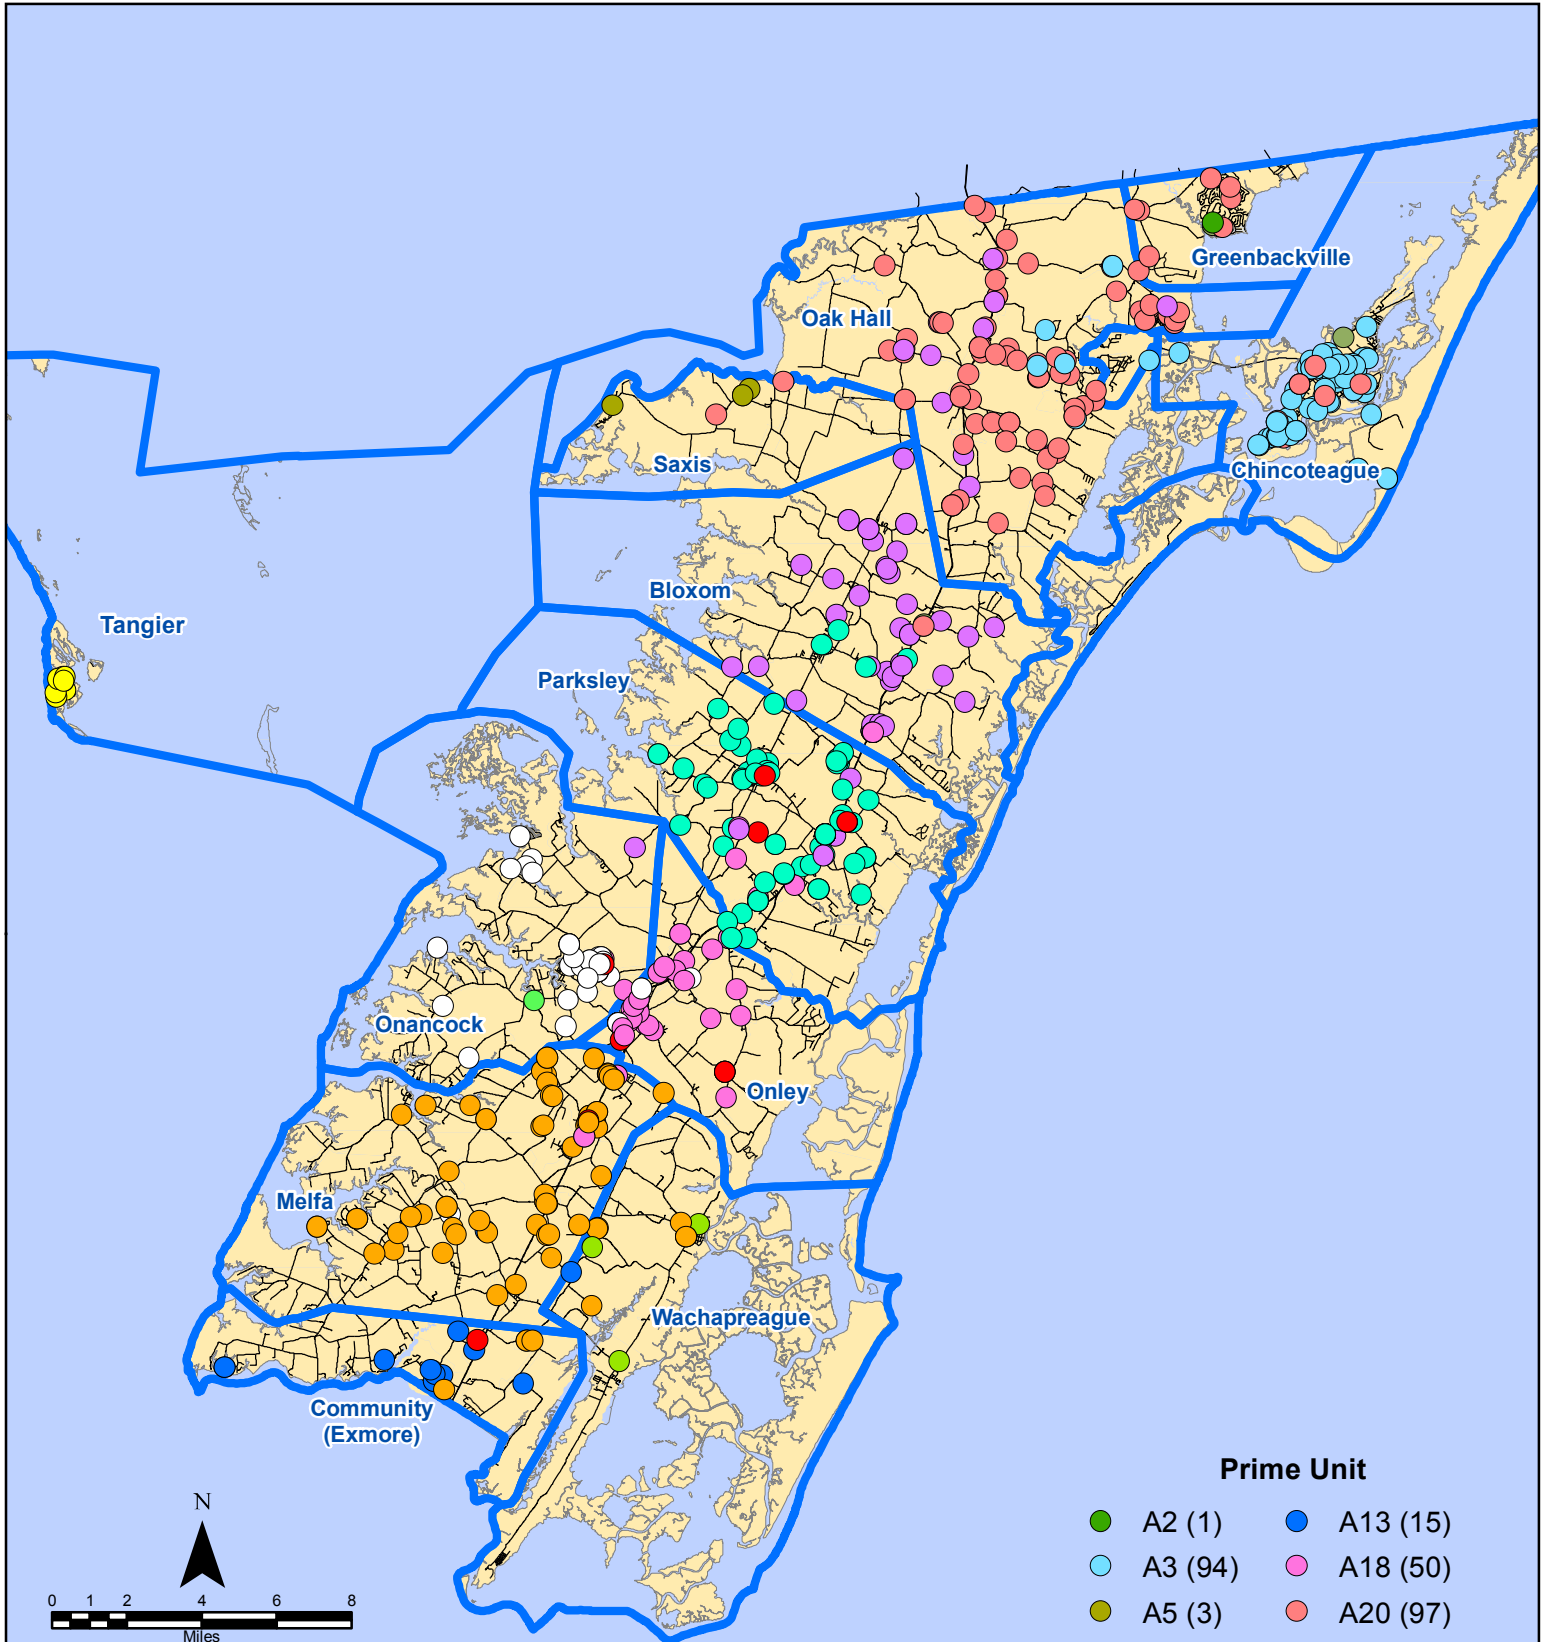 Greenbackville
Oak Hall
Saxis
Chincoteague
Bloxom
Tangier
Parksley
Onancock
Onley
Melfa
Wachapreague
Community
(Exmore)
Prime Unit
A2 (1)
A13 (15)
A3 (94)
A18 (50)
A5 (3)
A20 (97)
N
0 1 2 4 6 8
Miles